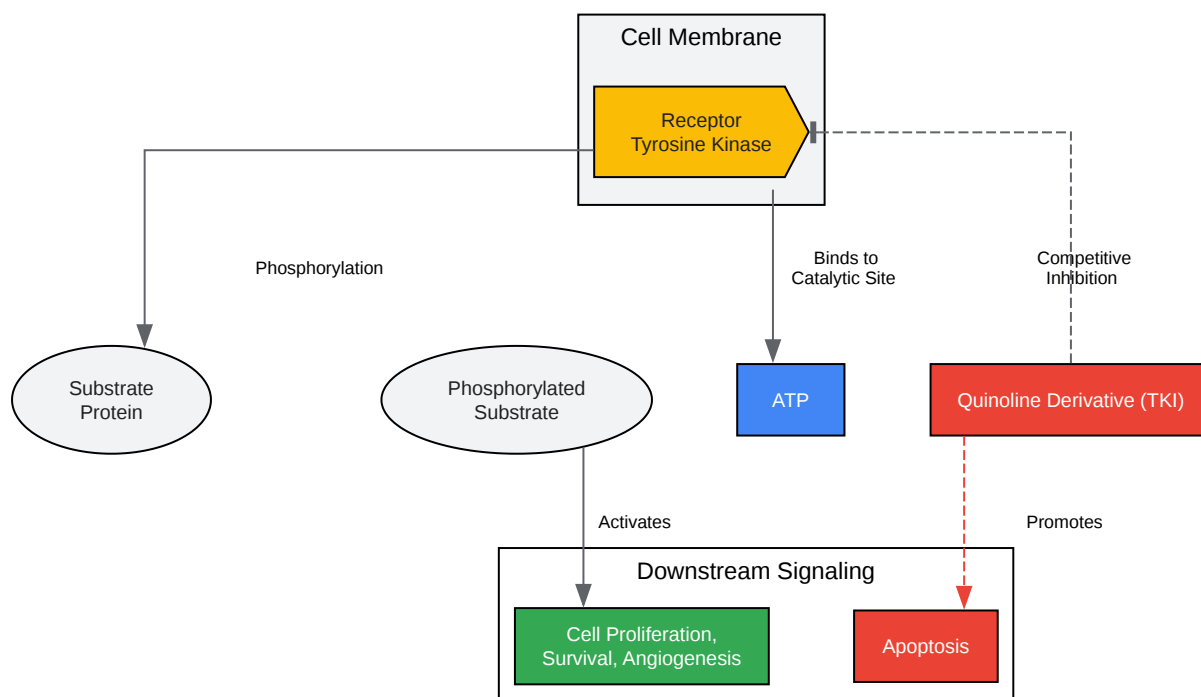 Cell Membrane
Receptor
Tyrosine Kinase
Phosphorylation
Binds to
Catalytic Site
Competitive
Inhibition
Substrate
Protein
Phosphorylated
Substrate
ATP
Quinoline Derivative (TKI)
Activates
Promotes
Downstream Signaling
Cell Proliferation,
Survival, Angiogenesis
Apoptosis